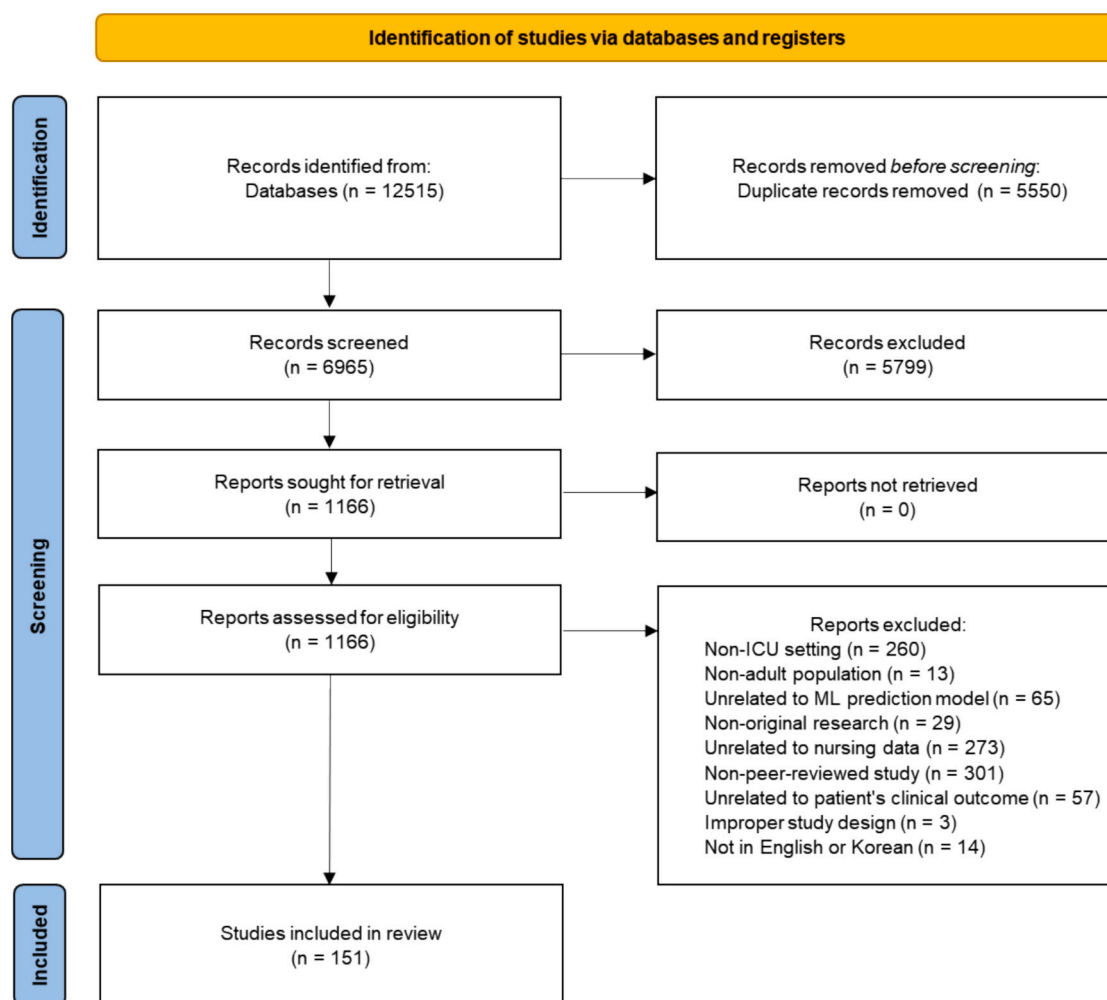 Identification of studies via databases and registers
Identification
Records identified from:
Databases (n = 12515)
Records removed before screening:
Duplicate records removed (n = 5550)
Screening
Records screened
(n = 6965)
Records excluded
(n = 5799)
Reports sought for retrieval
(n = 1166)
Reports not retrieved
(n = 0)
Reports assessed for eligibility
(n = 1166)
Reports excluded:
Non-ICU setting (n = 260)
Non-adult population (n = 13)
Unrelated to ML prediction model (n = 65)
Non-original research (n = 29)
Unrelated to nursing data (n = 273)
Non-peer-reviewed study (n = 301)
Unrelated to patient's clinical outcome (n = 57)
Improper study design (n = 3)
Not in English or Korean (n = 14)
Included
Studies included in review
(n = 151)